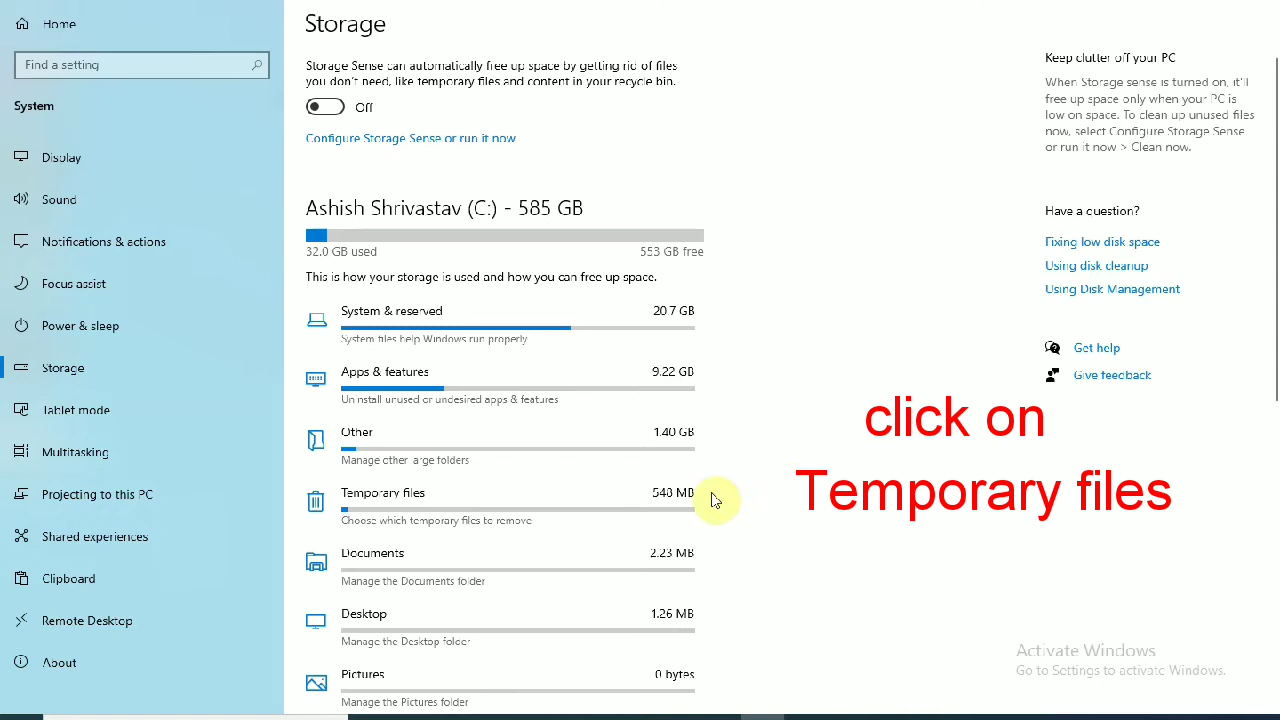 Home
Find a setting
System
Display
Sound
Notifications & actions
Focus assist
Power & sleep
Storage
Tablet mode
Multitasking
Projecting to this PC
Shared experiences
Clipboard
Remote Desktop
About
Storage
Storage Sense can automatically free up space by getting rid of files
you don't need, like temporary files and content in your recycle bin.
Off
Configure Storage Sense or run it now
Ashish Shrivastav (C:) - 585 GB
32.0 GB used 553 GB free
This is how your storage is used and how you can free up space.
System & reserved 20.7 GB
System files help Windows run properly
Apps & features 9.22 GB
Uninstall unused or undesired apps & features
Other 1.40 GB
Manage other large folders
Temporary files 548 MB
Choose which temporary files to remove
Documents 2.23 MB
Manage the Documents folder
Desktop 1.26 MB
Manage the Desktop folder
Pictures 0 bytes
Manage the Pictures folder
Keep clutter off your PC
When Storage sense is turned on, it'll
free up space only when your PC is
low on space. To clean up unused files
now, select Configure Storage Sense
or run it now > Clean now.
Have a question?
Fixing low disk space
Using disk cleanup
Using Disk Management
Get help
Give feedback
click on
Temporary files
Activate Windows
Go to Settings to activate Windows.